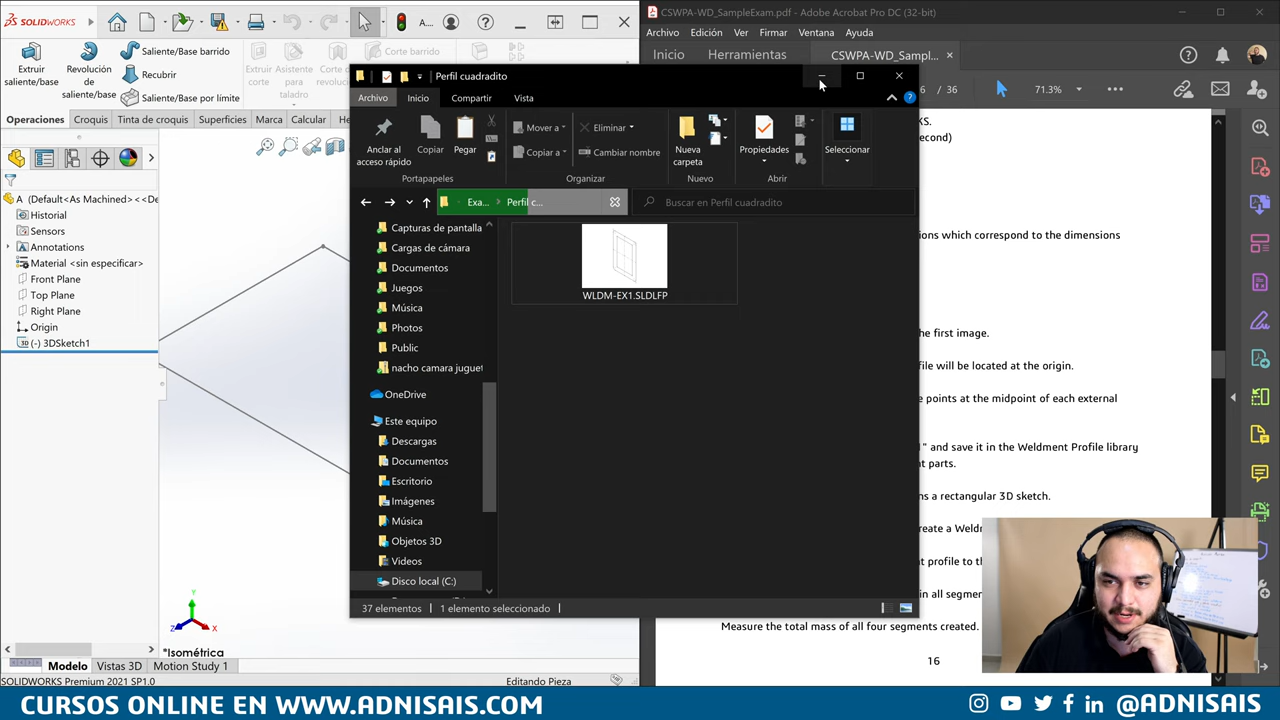 SOLIDWORKS
A...
Extruir saliente/base
Revolución de saliente/base
Saliente/Base barrido
Recubrir
Saliente/Base por límite
Extruir corte
Asistente para taladro
Corte barrido
Operaciones
Croquis
Tinta de croquis
Superficies
Marca
Calcular
A (Default<As Machined><<De
Historial
Sensors
Annotations
Material <sin especificar>
Front Plane
Top Plane
Right Plane
Origin
(-) 3DSketch1
Z
X
*Isométrica
Modelo
Vistas 3D
Motion Study 1
SOLIDWORKS Premium 2021 SP1.0
Editando Pieza
Perfil cuadradito
Archivo
Inicio
Compartir
Vista
Anclar al acceso rápido
Copiar
Pegar
Mover a
Copiar a
Eliminar
Cambiar nombre
Nueva carpeta
Propiedades
Seleccionar
Portapapeles
Organizar
Nuevo
Abrir
Exa...
Perfil c...
Buscar en Perfil cuadradito
Capturas de pantalla
Cargas de cámara
Documentos
Juegos
Música
Photos
Public
nacho camara juguet
OneDrive
Este equipo
Descargas
Documentos
Escritorio
Imágenes
Música
Objetos 3D
Videos
Disco local (C:)
WLDM-EX1.SLDLFP
37 elementos
1 elemento seleccionado
CSWPA-WD_SampleExam.pdf - Adobe Acrobat Pro DC (32-bit)
Archivo
Edición
Ver
Firmar
Ventana
Ayuda
Inicio
Herramientas
CSWPA-WD_Sampl...
6 / 36
71.3%
KS.
second)
ions which correspond to the dimensions
he first image.
file will be located at the origin.
e points at the midpoint of each external
" and save it in the Weldment Profile library
nt parts.
ns a rectangular 3D sketch.
reate a Weldm
nt profile to th
in all segmen
Measure the total mass of all four segments created.
16
CURSOS ONLINE EN WWW.ADNISAIS.COM
@ADNISAIS